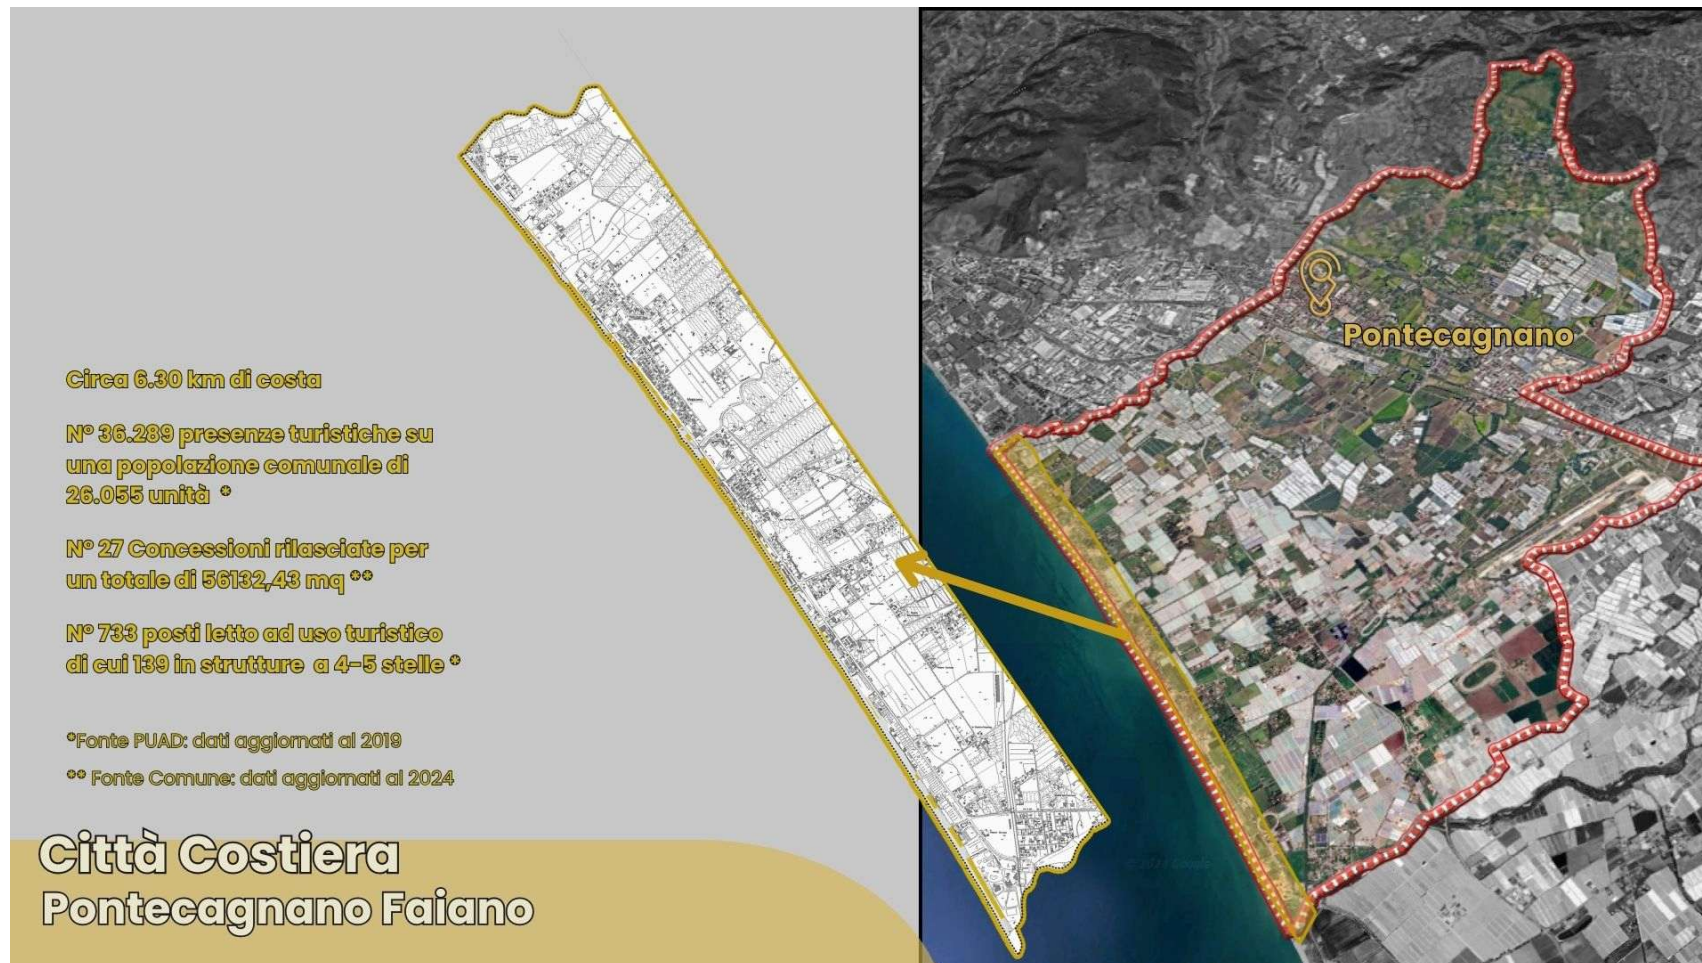 Circa 6.30 km di costa
N° 36.289 presenze turistiche su
una popolazione comunale di
26.055 unità *
N° 27 Concessioni rilasciate per
un totale di 56132,43 mq **
N° 733 posti letto ad uso turistico
di cui 139 in strutture a 4-5 stelle *
*Fonte PUAD: dati aggiornati al 2019
** Fonte Comune: dati aggiornati al 2024
Città Costiera
Pontecagnano Faiano
Pontecagnano